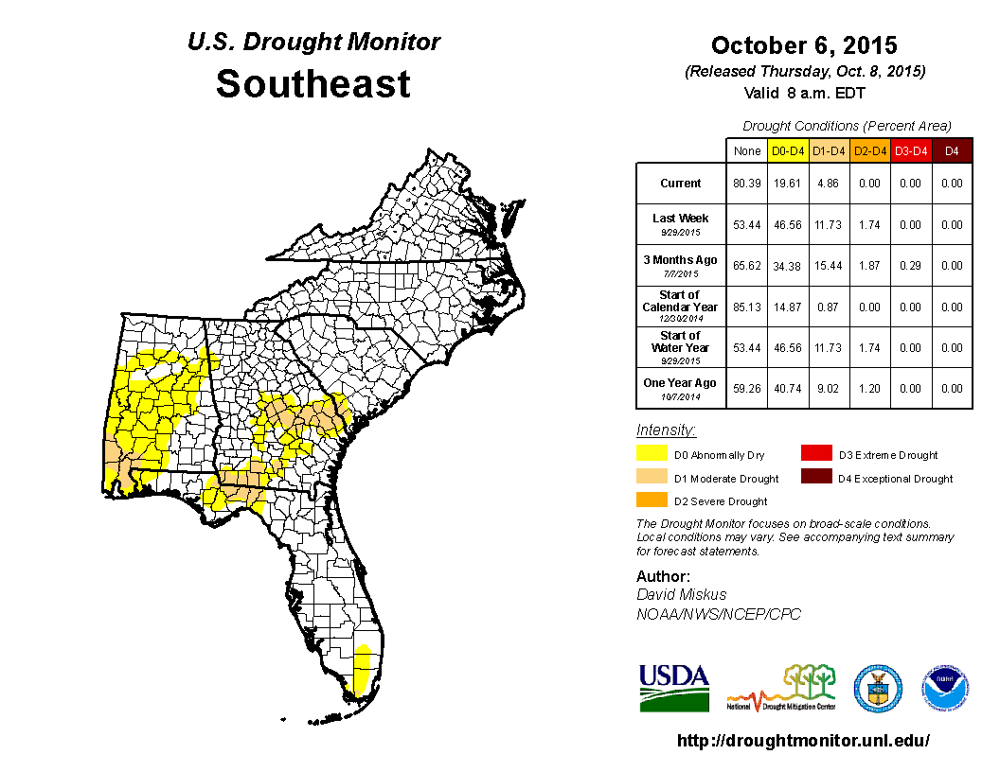 U.S. Drought Monitor
Southeast
October 6, 2015
(Released Thursday, Oct. 8, 2015)
Valid 8 a.m. EDT
Drought Conditions (Percent Area)
None D0-D4 D1-D4 D2-D4 D3-D4 D4
Current 80.39 19.61 4.86 0.00 0.00 0.00
Last Week
9/29/2015
53.44 46.56 11.73 1.74 0.00 0.00
3 Months Ago
7/7/2015
65.62 34.38 15.44 1.87 0.29 0.00
Start of
Calendar Year
12/30/2014
85.13 14.87 0.87 0.00 0.00 0.00
Start of
Water Year
9/29/2015
53.44 46.56 11.73 1.74 0.00 0.00
One Year Ago
10/7/2014
59.26 40.74 9.02 1.20 0.00 0.00
Intensity:
D0 Abnormally Dry
D1 Moderate Drought
D2 Severe Drought
D3 Extreme Drought
D4 Exceptional Drought
The Drought Monitor focuses on broad-scale conditions.
Local conditions may vary. See accompanying text summary
for forecast statements.
Author:
David Miskus
NOAA/NWS/NCEP/CPC
USDA
National Drought Mitigation Center
NOAA
http://droughtmonitor.unl.edu/